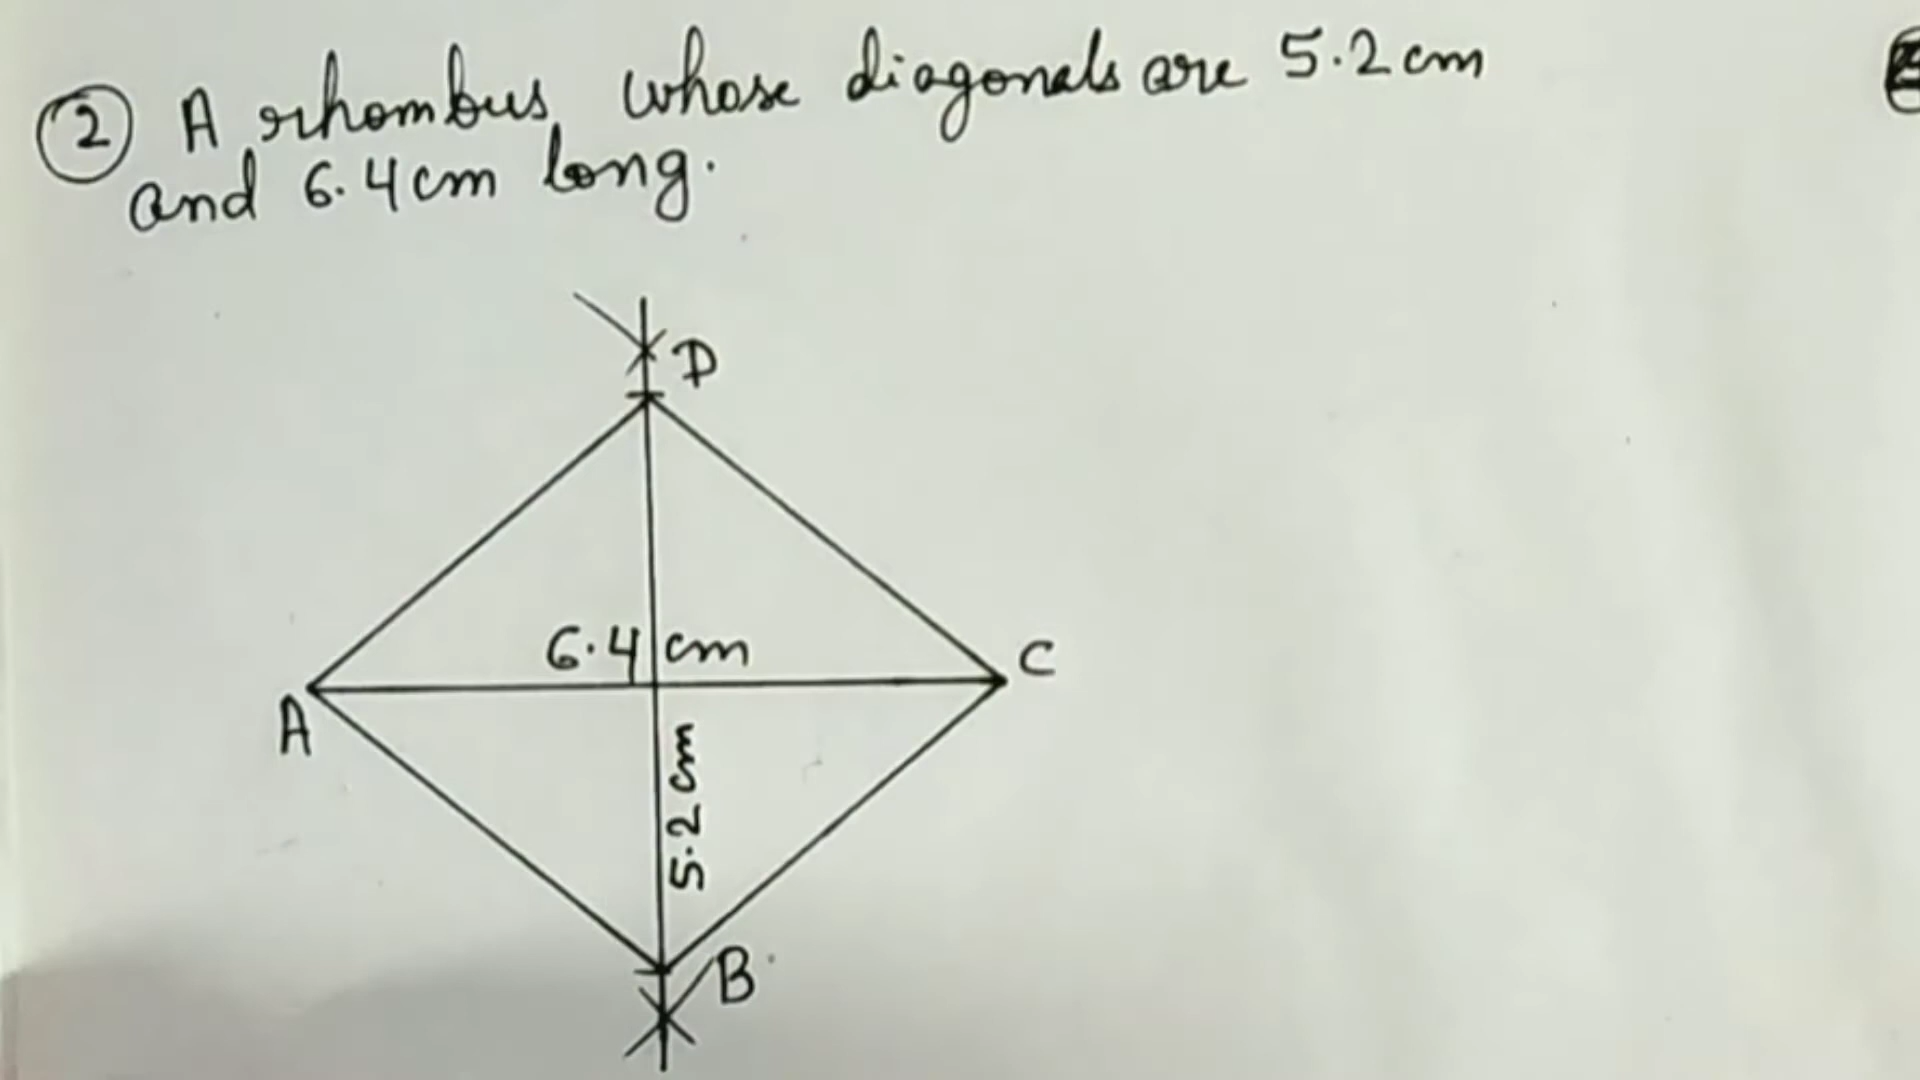 ② A rhombus whose diagonals are 5.2 cm
and 6.4 cm long.
D
6.4 cm
C
A
5.2 cm
B